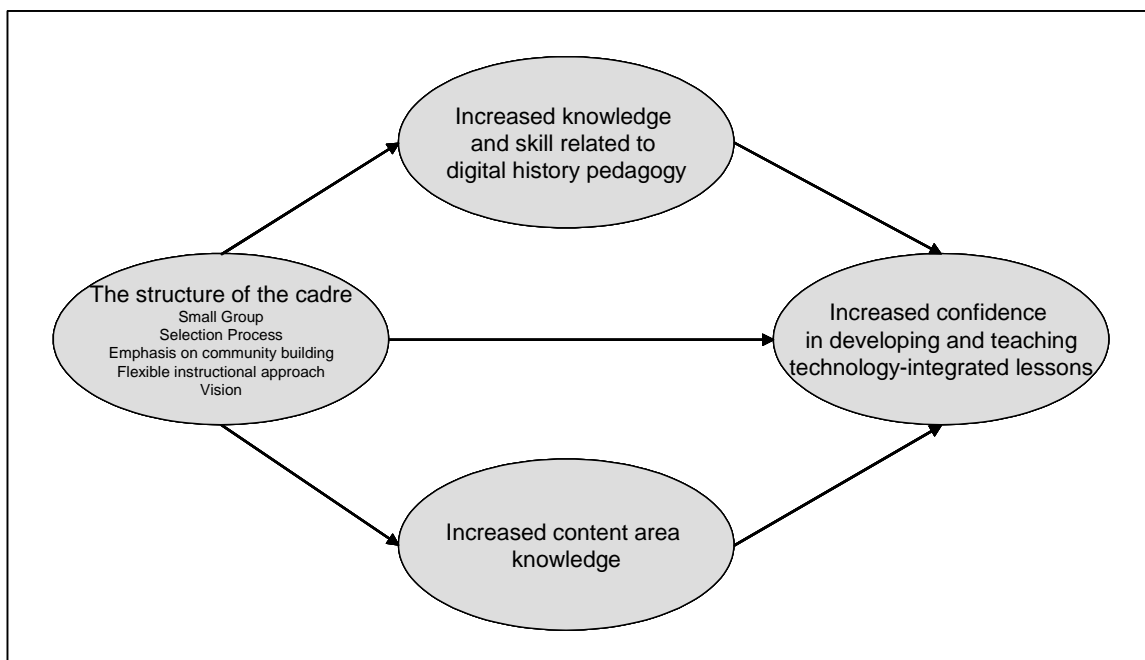 Increased knowledge
and skill related to
digital history pedagogy
The structure of the cadre
Small Group
Selection Process
Emphasis on community building
Flexible instructional approach
Vision
Increased confidence
in developing and teaching
technology-integrated lessons
Increased content area
knowledge